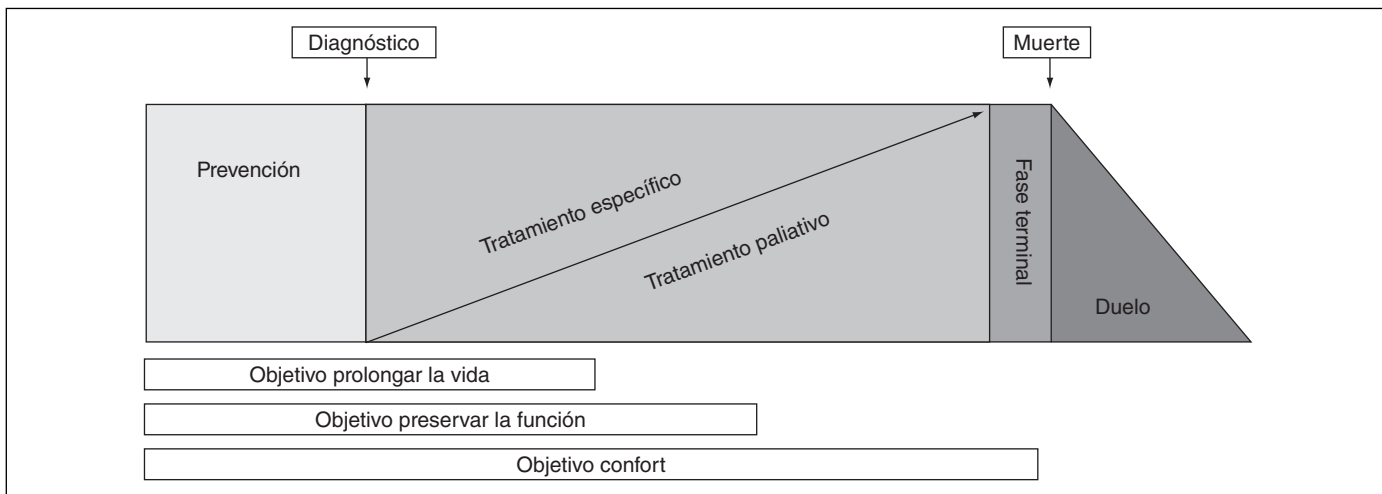 Diagnóstico
Muerte
Prevención
Tratamiento específico
Tratamiento paliativo
Fase terminal
Duelo
Objetivo prolongar la vida
Objetivo preservar la función
Objetivo confort